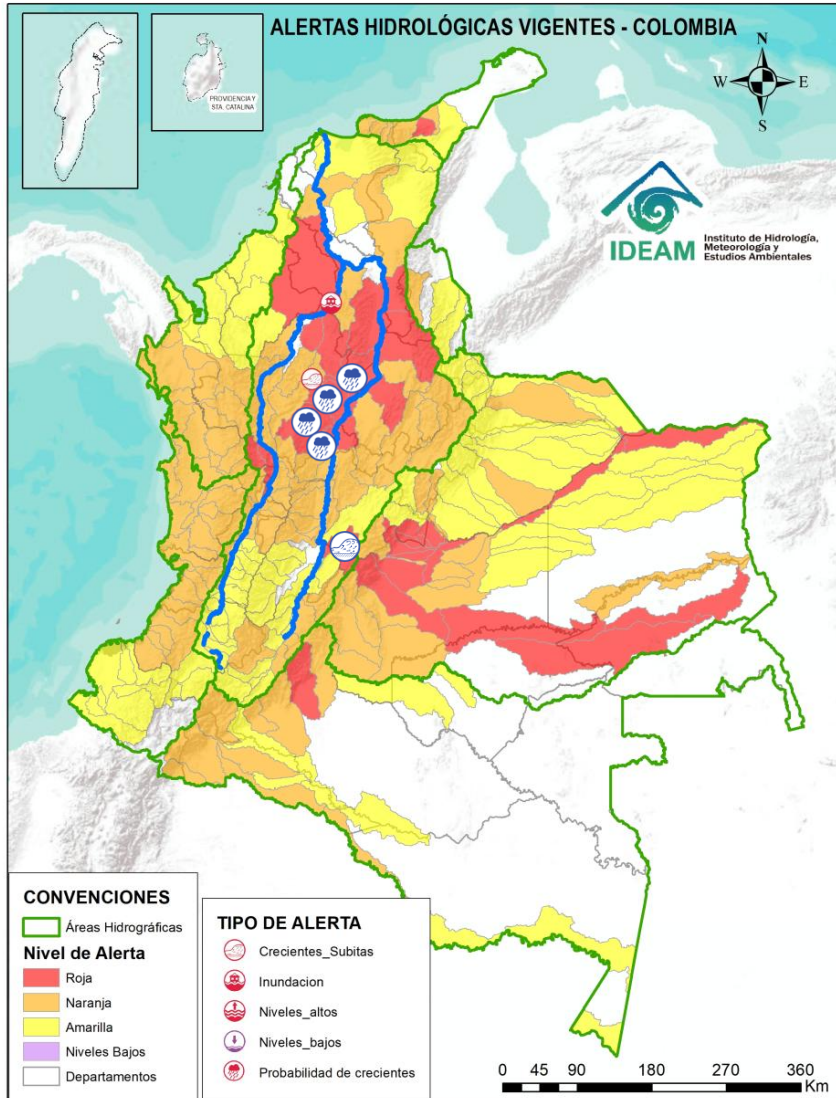 ALERTAS HIDROLÓGICAS VIGENTES - COLOMBIA
PROVIDENCIA Y
STA. CATALINA
N
W
E
S
IDEAM
Instituto de Hidrología,
Meteorología y
Estudios Ambientales
CONVENCIONES
Áreas Hidrográficas
Nivel de Alerta
Roja
Naranja
Amarilla
Niveles Bajos
Departamentos
TIPO DE ALERTA
Crecientes_Subitas
Inundacion
Niveles_altos
Niveles_bajos
Probabilidad de crecientes
0 45 90 180 270 360
Km